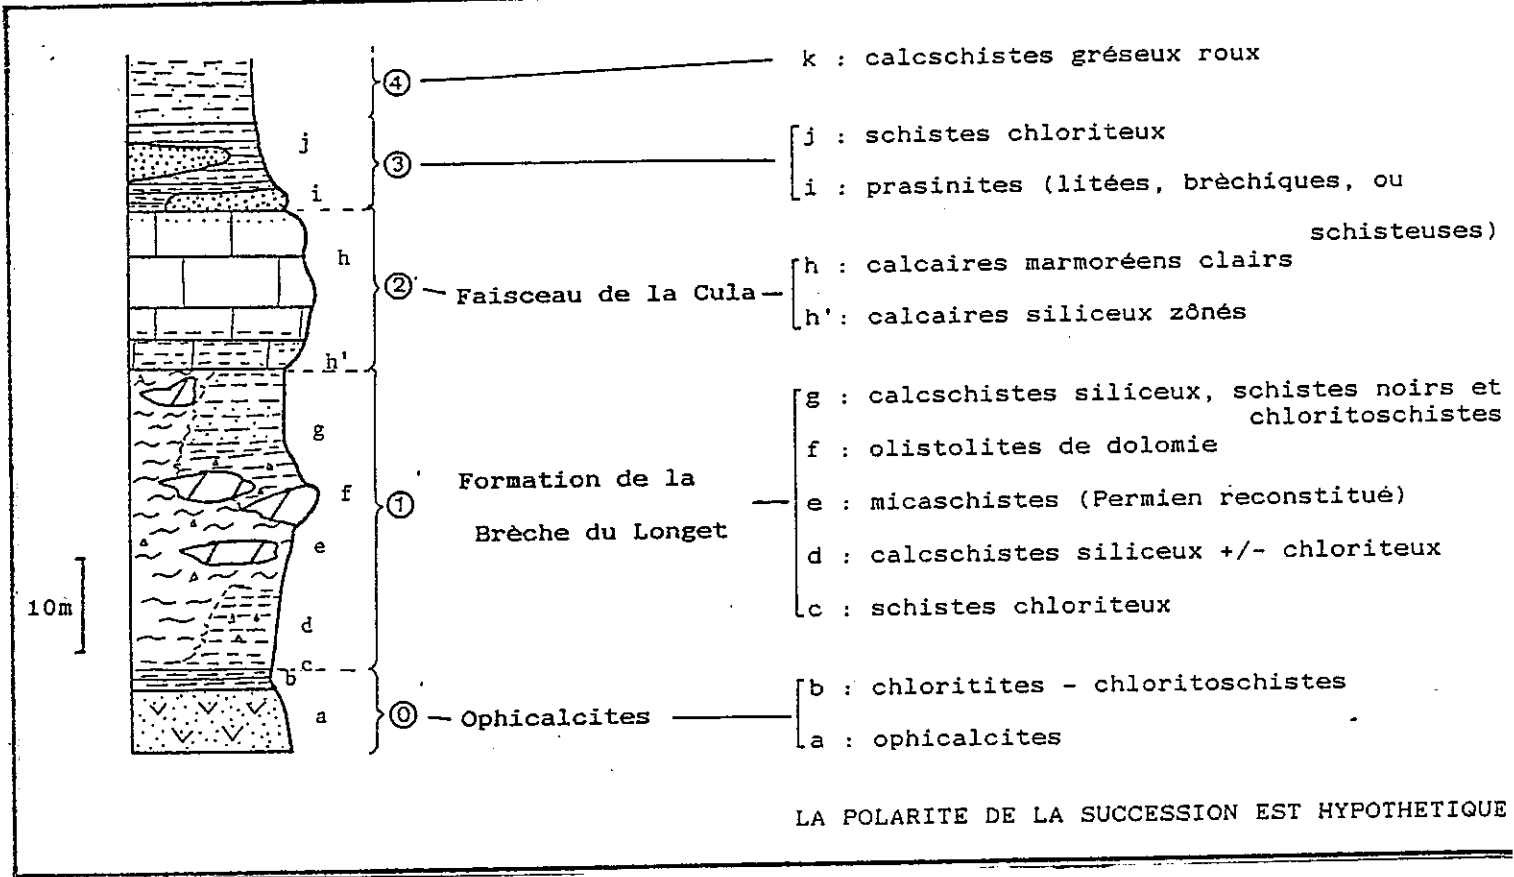 k : calcschistes gréseux roux
④
j
j : schistes chloriteux
③
i
i : prasinites (litées, brèchiques, ou
schisteuses)
h
h : calcaires marmoréens clairs
② Faisceau de la Cula
h': calcaires siliceux zônés
h'
g : calcschistes siliceux, schistes noirs et
chloritoschistes
g
f : olistolites de dolomie
f
① Formation de la
Brèche du Longet
e : micaschistes (Permien reconstitué)
e
d : calcschistes siliceux +/- chloriteux
10m
c : schistes chloriteux
d
c
b
b : chloritites - chloritoschistes
a
⓪ Ophicalcites
a : ophicalcites
LA POLARITE DE LA SUCCESSION EST HYPOTHETIQUE